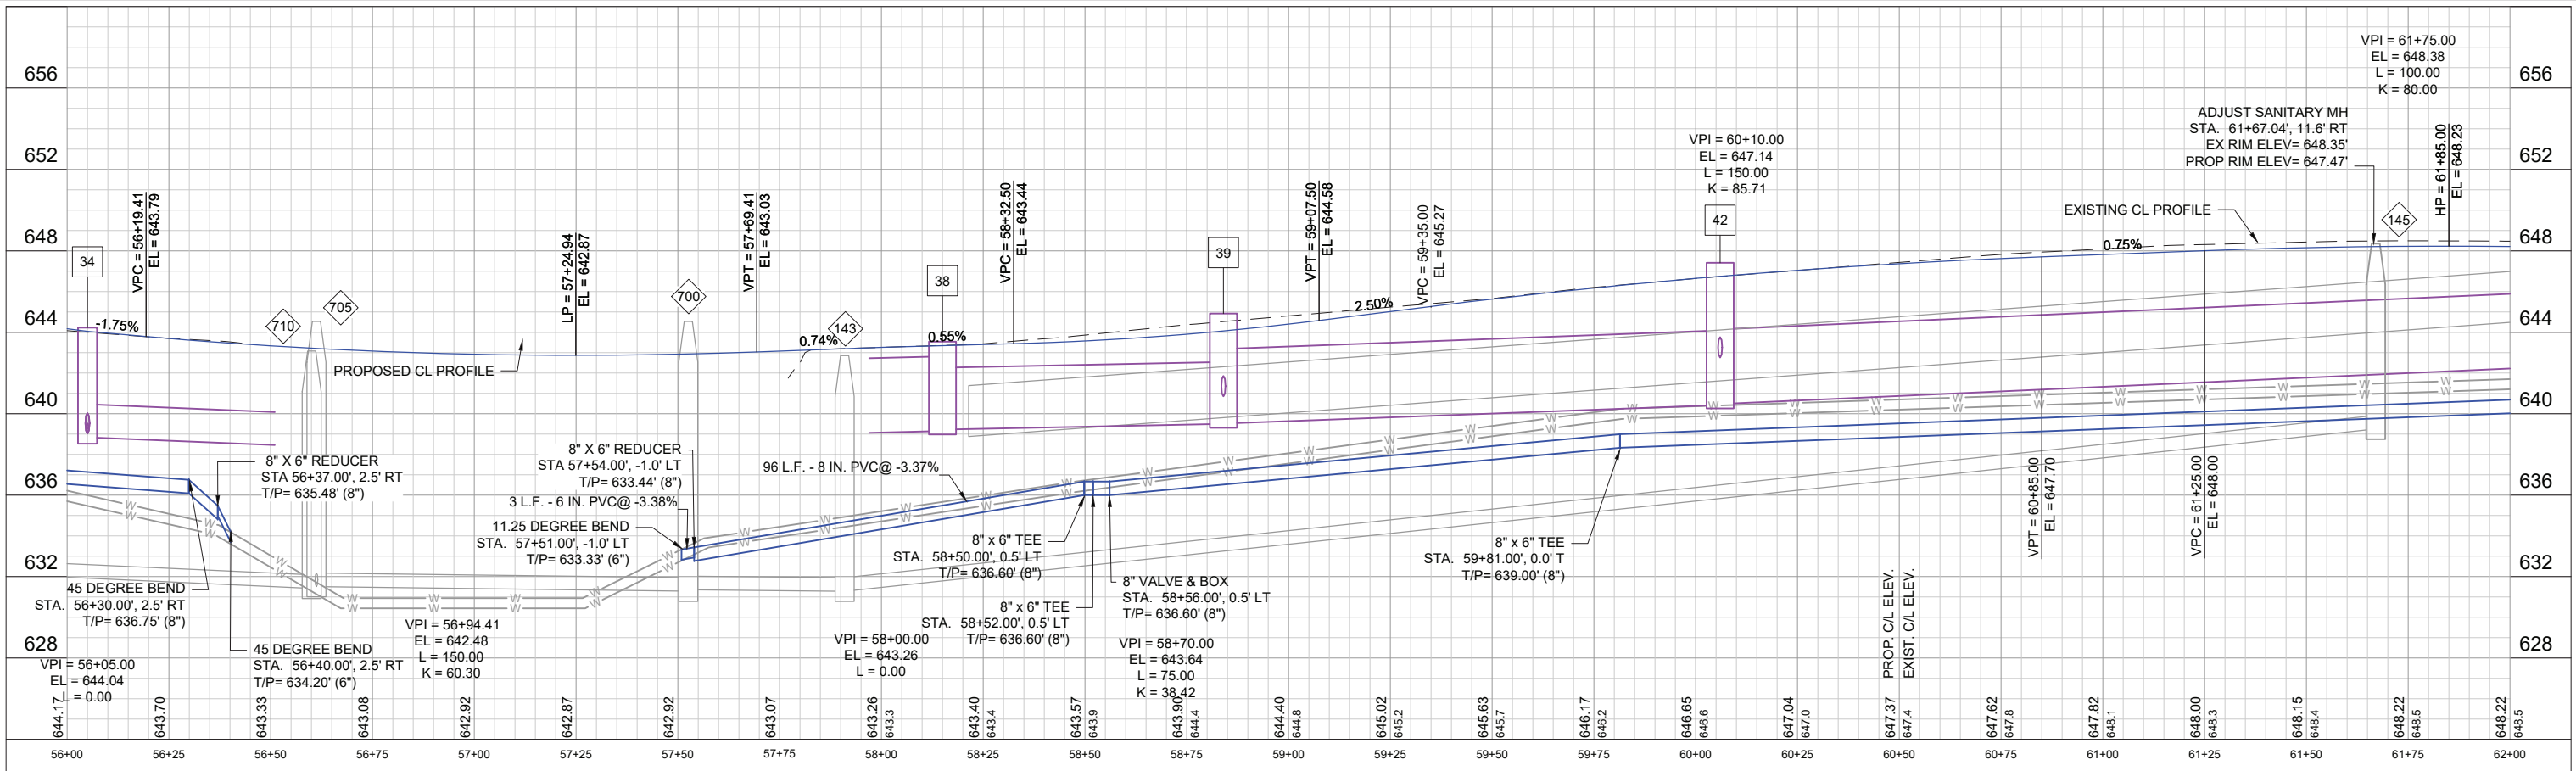 656
652
648
644
640
636
632
628
656
652
648
644
640
636
632
628
34
VPC = 56+19.41
EL = 643.79
-1.75%
710
705
PROPOSED CL PROFILE
LP = 57+24.94
EL = 642.87
700
VPT = 57+69.41
EL = 643.03
0.74%
143
38
0.55%
VPC = 58+32.50
EL = 643.44
39
VPT = 59+07.50
EL = 644.58
2.50%
VPC = 59+35.00
EL = 645.27
VPI = 60+10.00
EL = 647.14
L = 150.00
K = 85.71
42
VPI = 61+75.00
EL = 648.38
L = 100.00
K = 80.00
ADJUST SANITARY MH
STA. 61+67.04', 11.6' RT
EX RIM ELEV= 648.35'
PROP RIM ELEV= 647.47'
EXISTING CL PROFILE
0.75%
145
HP = 61+85.00
EL = 648.23
8" X 6" REDUCER
STA 56+37.00', 2.5' RT
T/P= 635.48' (8")
45 DEGREE BEND
STA. 56+30.00', 2.5' RT
T/P= 636.75' (8")
45 DEGREE BEND
STA. 56+40.00', 2.5' RT
T/P= 634.20' (6")
VPI = 56+05.00
EL = 644.04
L = 0.00
VPI = 56+94.41
EL = 642.48
L = 150.00
K = 60.30
8" X 6" REDUCER
STA 57+54.00', -1.0' LT
T/P= 633.44' (8")
3 L.F. - 6 IN. PVC@ -3.38%
11.25 DEGREE BEND
STA. 57+51.00', -1.0' LT
T/P= 633.33' (6")
96 L.F. - 8 IN. PVC@ -3.37%
8" x 6" TEE
STA. 58+50.00', 0.5' LT
T/P= 636.60' (8")
8" x 6" TEE
STA. 58+52.00', 0.5' LT
T/P= 636.60' (8")
8" VALVE & BOX
STA. 58+56.00', 0.5' LT
T/P= 636.60' (8")
VPI = 58+00.00
EL = 643.26
L = 0.00
VPI = 58+70.00
EL = 643.64
L = 75.00
K = 38.42
8" x 6" TEE
STA. 59+81.00', 0.0' T
T/P= 639.00' (8")
VPT = 60+85.00
EL = 647.70
VPC = 61+25.00
EL = 648.00
PROP. C/L ELEV.
EXIST. C/L ELEV.
644.17
643.70
643.33
643.08
642.92
642.87
642.92
643.07
643.26
643.3
643.40
643.4
643.57
643.9
643.90
644.4
644.40
644.8
645.02
645.2
645.63
645.7
646.17
646.2
646.65
646.6
647.04
647.0
647.37
647.4
647.62
647.8
647.82
648.1
648.00
648.3
648.15
648.5
648.22
648.5
648.22
648.5
56+00
56+25
56+50
56+75
57+00
57+25
57+50
57+75
58+00
58+25
58+50
58+75
59+00
59+25
59+50
59+75
60+00
60+25
60+50
60+75
61+00
61+25
61+50
61+75
62+00